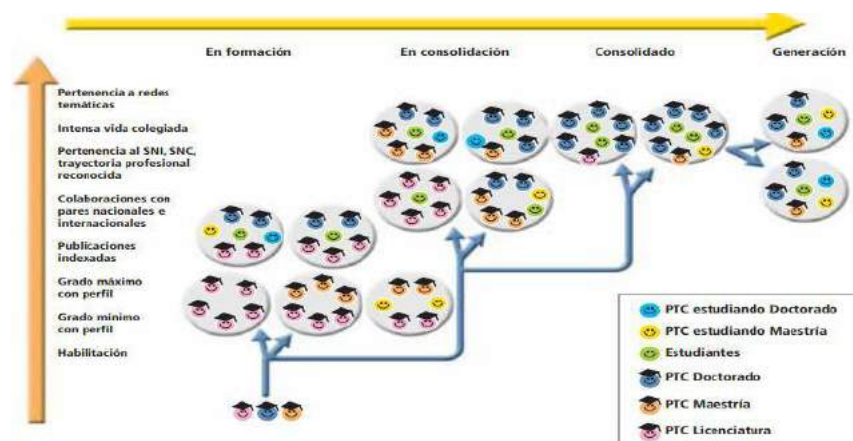 En formación
En consolidación
Consolidado
Generación
Pertenencia a redes
temáticas
Intensa vida colegiada
Pertenencia al SNI, SNC,
trayectoria profesional
reconocida
Colaboraciones con
pares nacionales e
internacionales
Publicaciones
indexadas
Grado máximo
con perfil
Grado mínimo
con perfil
Habilitación
PTC estudiando Doctorado
PTC estudiando Maestría
Estudiantes
PTC Doctorado
PTC Maestría
PTC Licenciatura